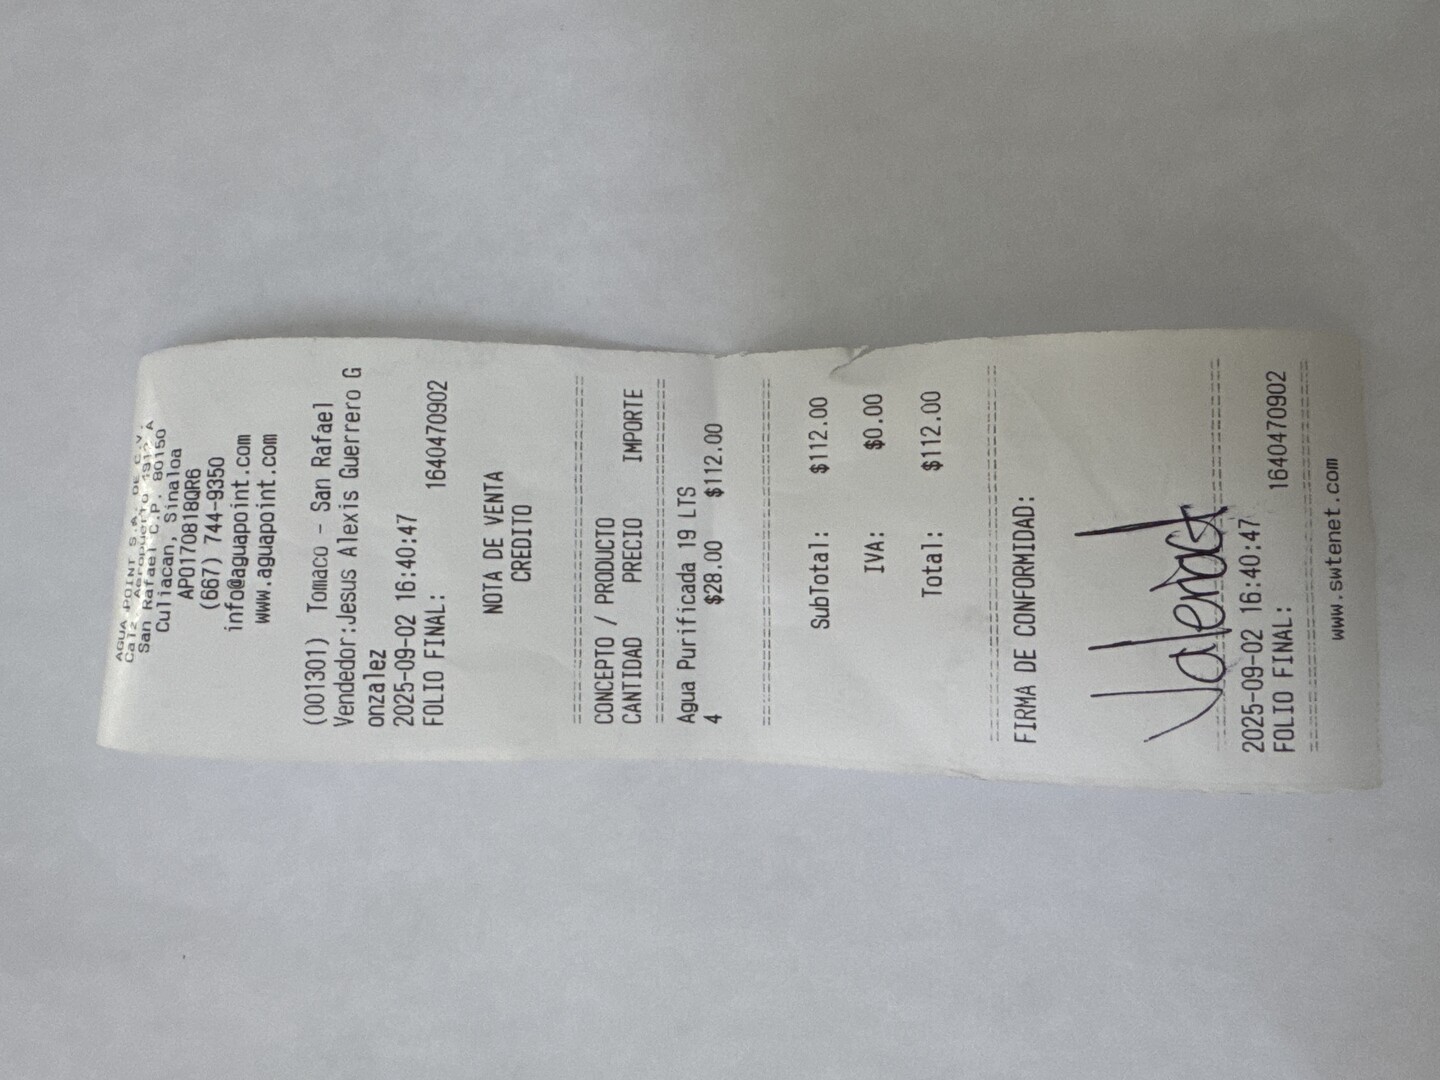 AGUA POINT S.A. DE C.V.
Calz. Aeropuerto 4912 A
San Rafael C.P. 80150
Culiacan, Sinaloa
APO170818QR6
(667) 744-9350
info@aguapoint.com
www.aguapoint.com
(001301) Tomaco - San Rafael
Vendedor:Jesus Alexis Guerrero G
onzalez
2025-09-02 16:40:47
FOLIO FINAL: 1640470902
NOTA DE VENTA
CREDITO
================================
CONCEPTO / PRODUCTO
CANTIDAD PRECIO IMPORTE
================================
Agua Purificada 19 LTS
4 $28.00 $112.00
================================
SubTotal: $112.00
IVA: $0.00
Total: $112.00
================================
FIRMA DE CONFORMIDAD:
================================
2025-09-02 16:40:47
FOLIO FINAL: 1640470902
================================
www.swtenet.com